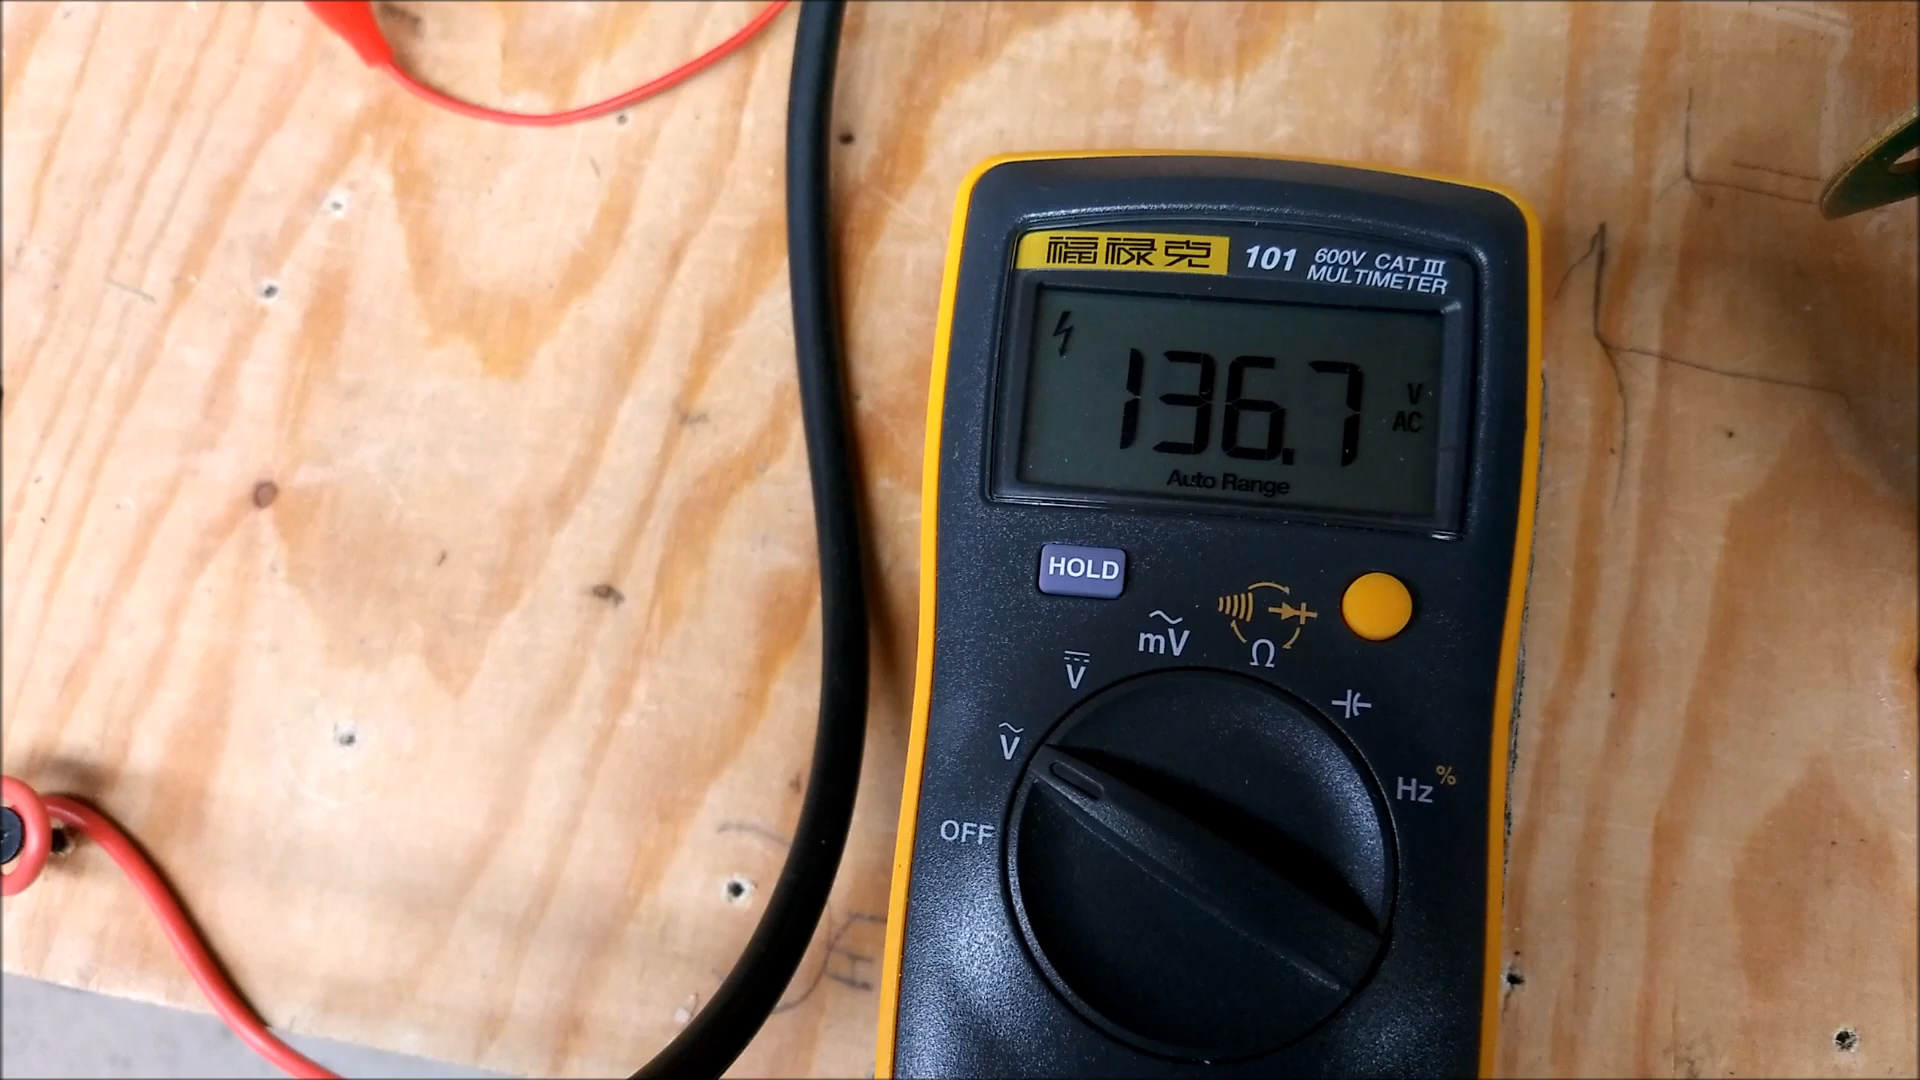 福禄克 101 600V CAT III
MULTIMETER
136.7 V
AC
Auto Range
HOLD
mV
V
Ω
V
Hz %
OFF